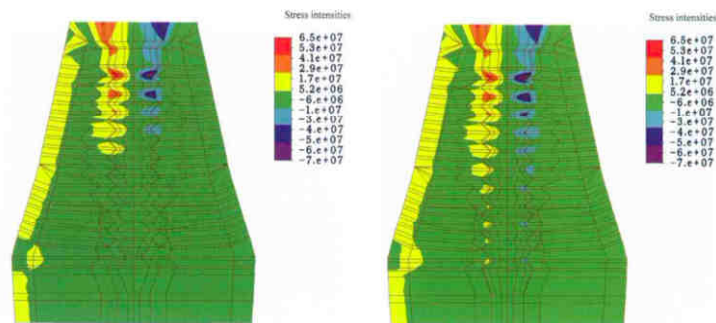 Stress intensities
6.5e+07
5.3e+07
4.1e+07
2.9e+07
1.7e+07
5.2e+06
-6.e+06
-1.e+07
-3.e+07
-4.e+07
-5.e+07
-6.e+07
-7.e+07
Stress intensities
6.5e+07
5.3e+07
4.1e+07
2.9e+07
1.7e+07
5.2e+06
-6.e+06
-1.e+07
-3.e+07
-4.e+07
-5.e+07
-6.e+07
-7.e+07